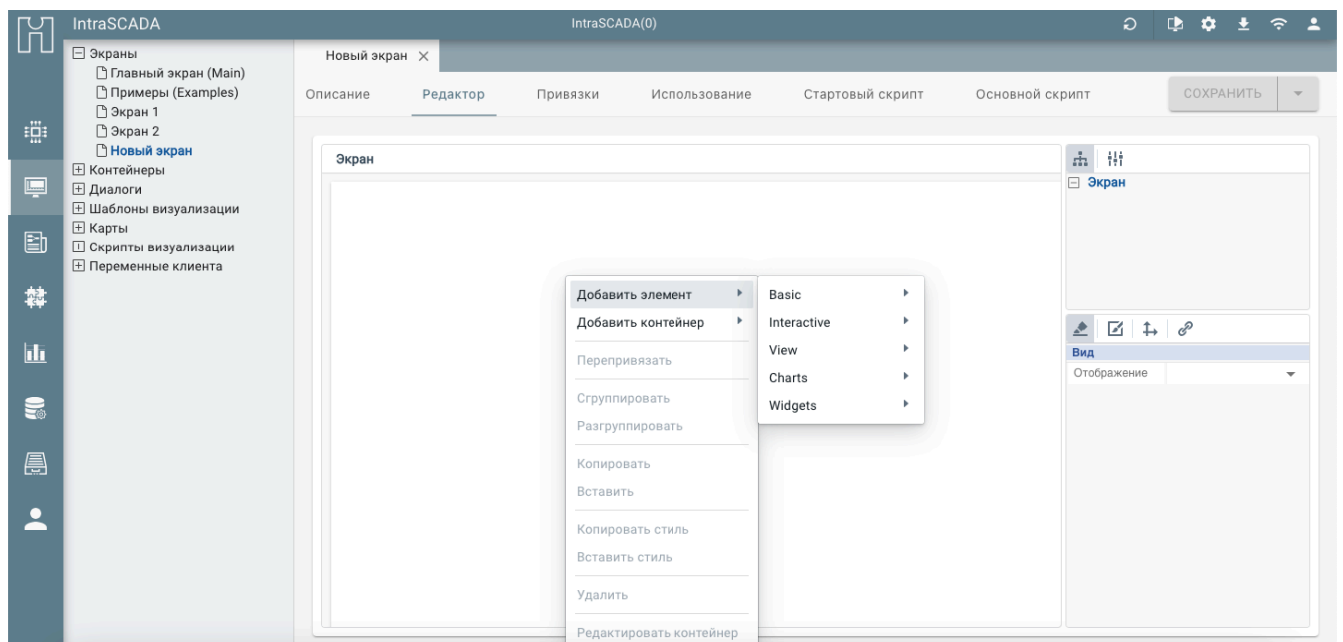 IntraSCADA
IntraSCADA(0)
Экраны
Главный экран (Main)
Примеры (Examples)
Экран 1
Экран 2
Новый экран
Контейнеры
Диалоги
Шаблоны визуализации
Карты
Скрипты визуализации
Переменные клиента
Новый экран
Описание
Редактор
Привязки
Использование
Стартовый скрипт
Основной скрипт
СОХРАНИТЬ
Экран
Добавить элемент
Добавить контейнер
Перепривязать
Сгруппировать
Разгруппировать
Копировать
Вставить
Копировать стиль
Вставить стиль
Удалить
Редактировать контейнер
Basic
Interactive
View
Charts
Widgets
Экран
Вид
Отображение